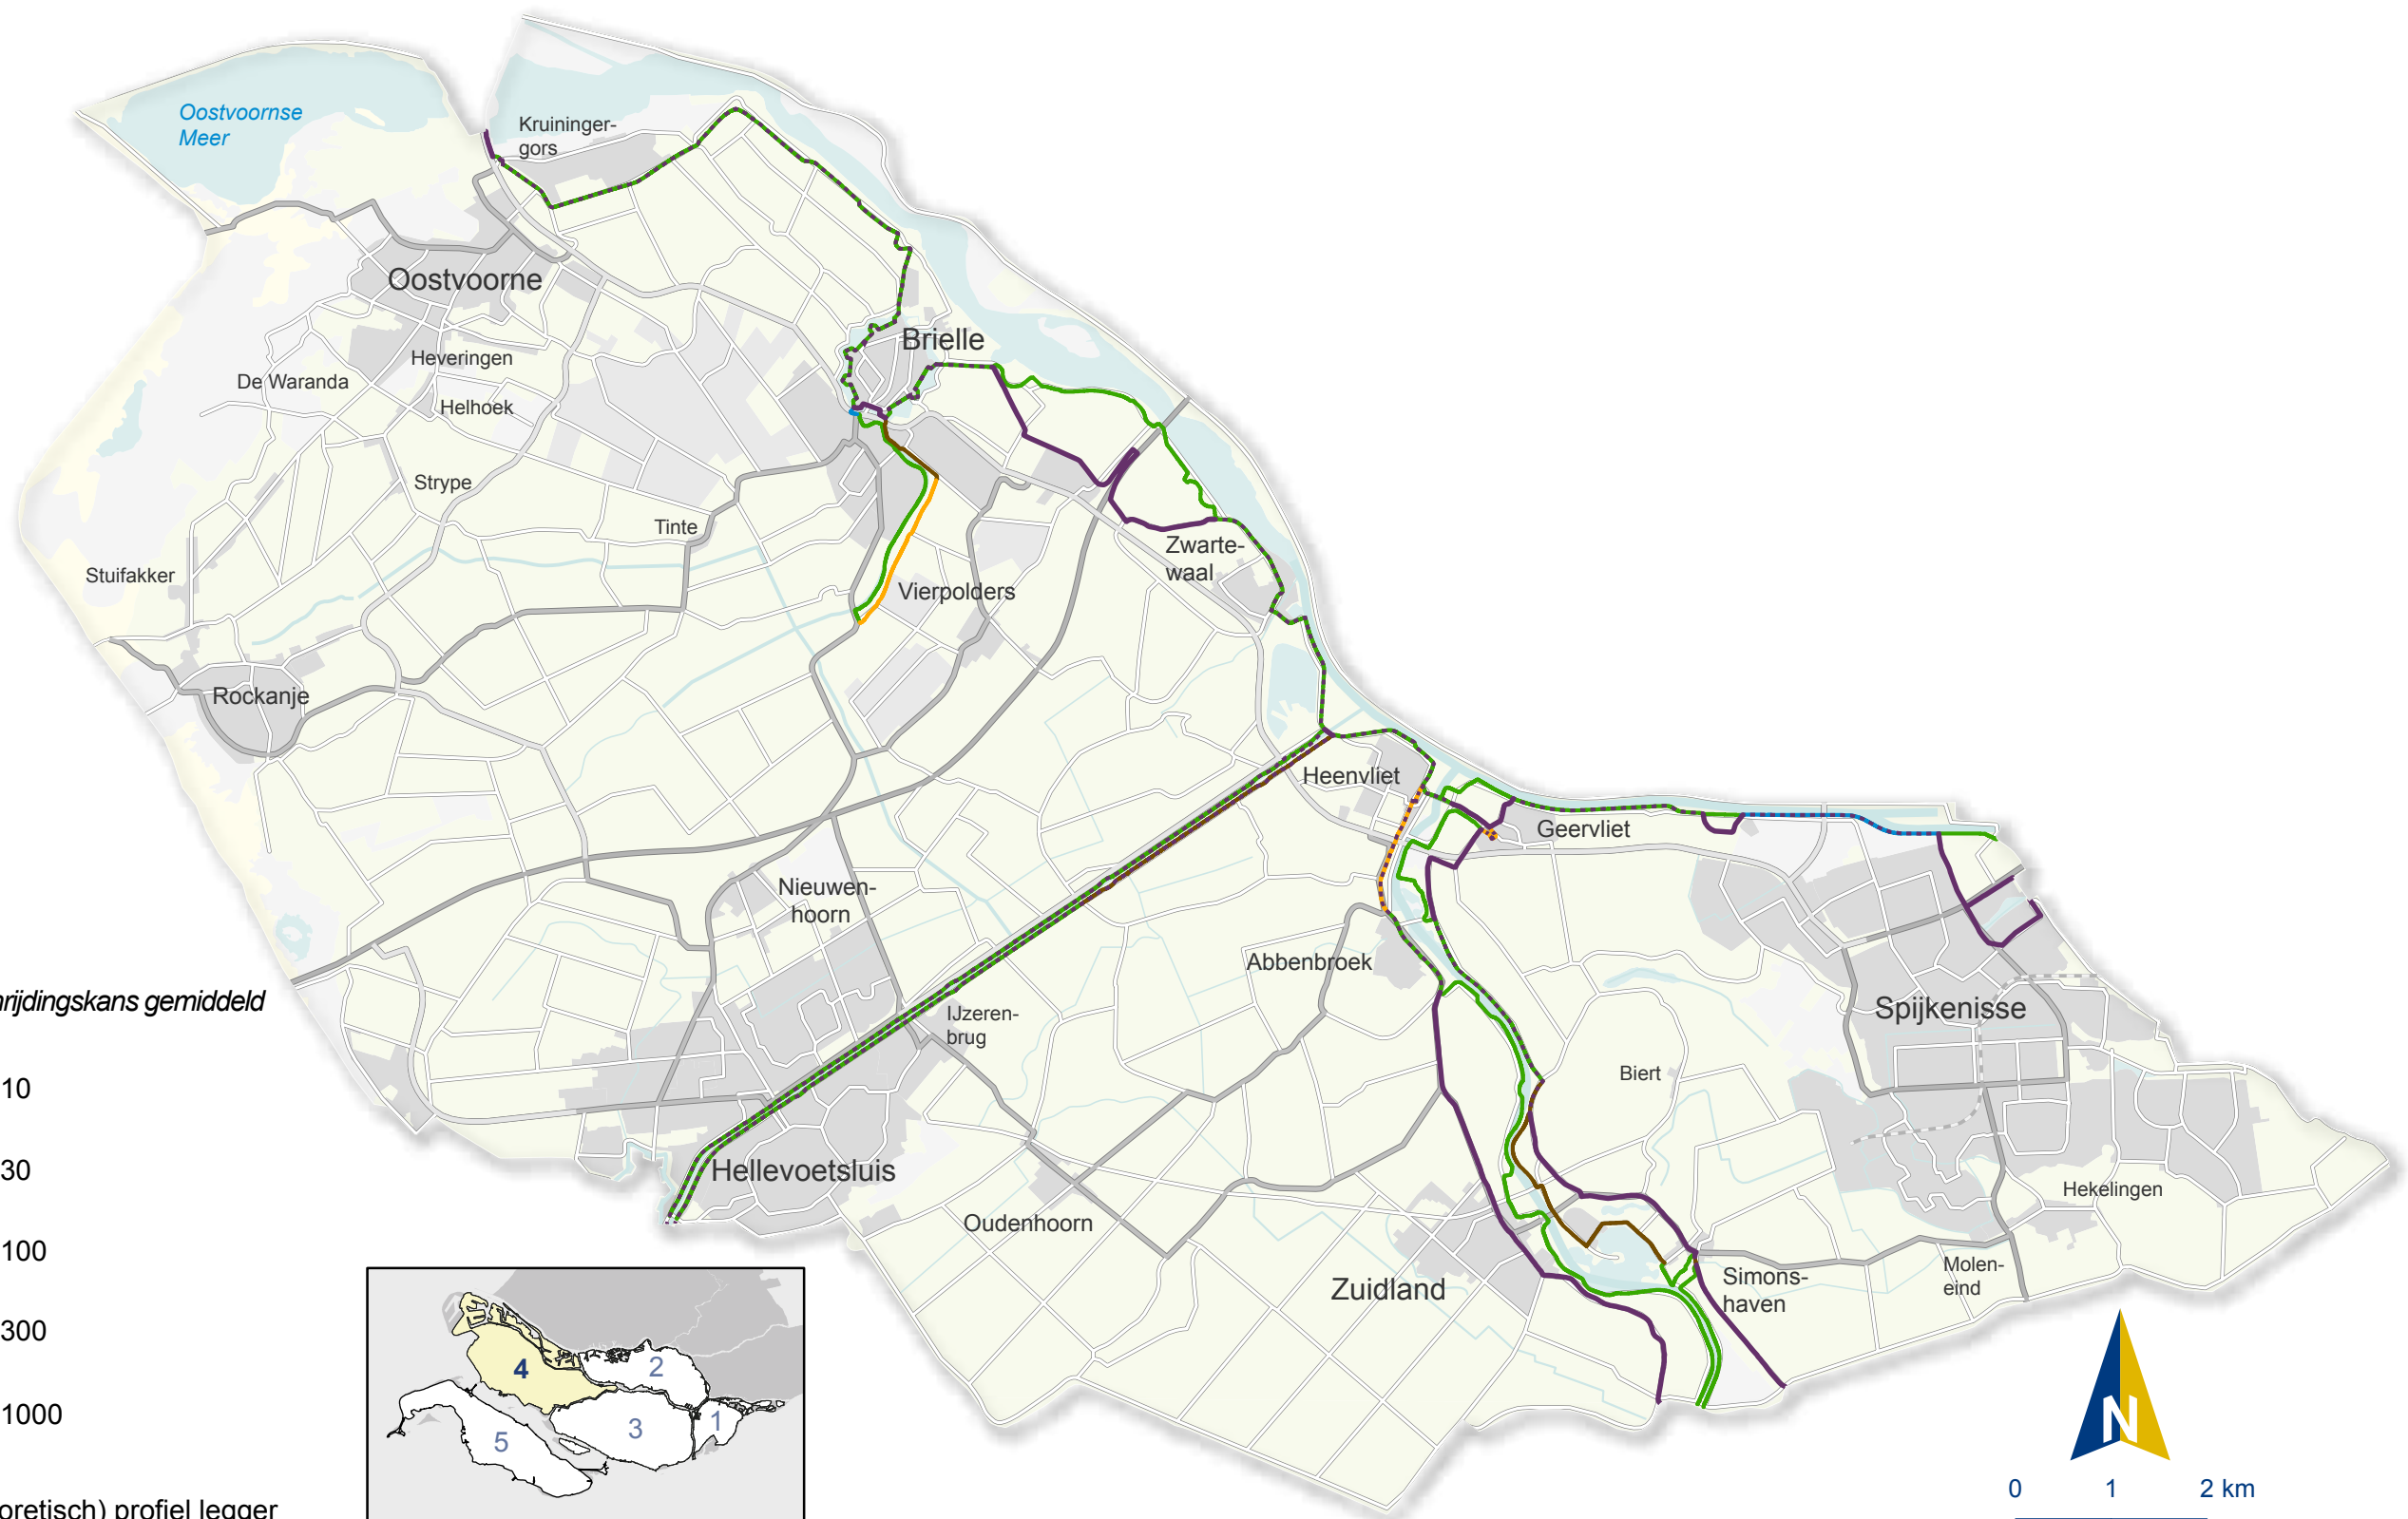 Oostvoornse
Meer
Kruininger-
gors
Oostvoorne
Brielle
Heveringen
De Waranda
Helhoek
Strype
Tinte
Zwarte-
waal
Stuifakker
Vierpolders
Rockanje
Heenvliet
Geervliet
Nieuwen-
hoorn
Abbenbroek
IJzeren-
brug
Spijkenisse
Biert
Hellevoetsluis
Oudenhoorn
Hekelingen
Zuidland
Simons-
haven
Molen-
eind
rijdingskans gemiddeld
10
30
100
300
1000
oretisch) profiel legger
4
2
3
1
5
N
0 1 2 km